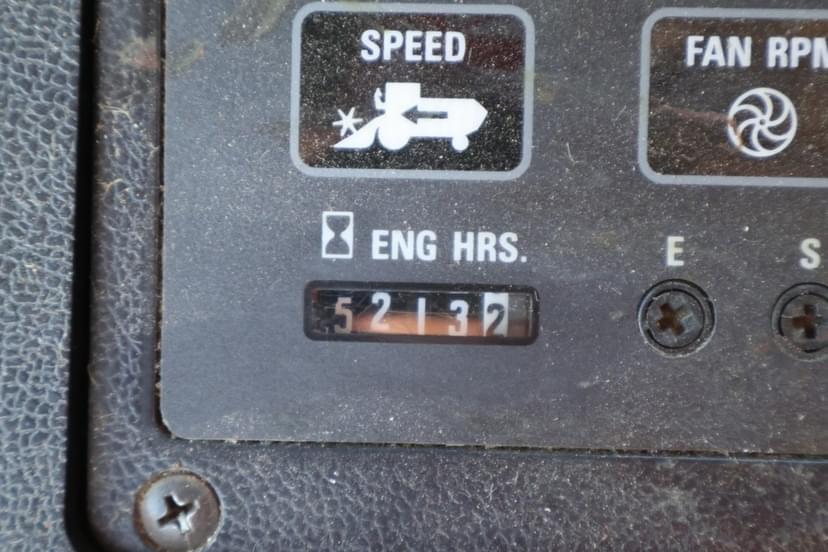 SPEED
FAN RPM
ENG HRS.
E
S
52132